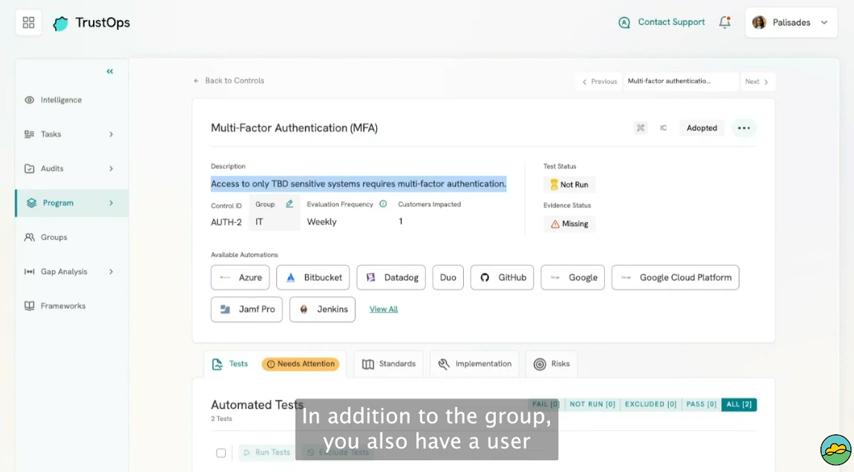 TrustOps
Contact Support
Palisades
Intelligence
Tasks
Audits
Program
Groups
Gap Analysis
Frameworks
Back to Controls
Previous
Multi-factor authenticatio...
Next
Multi-Factor Authentication (MFA)
IC
Adopted
Description
Access to only TBD sensitive systems requires multi-factor authentication.
Control ID
Group
Evaluation Frequency
Customers Impacted
AUTH-2
IT
Weekly
1
Test Status
Not Run
Evidence Status
Missing
Available Automations
Azure
Bitbucket
Datadog
Duo
GitHub
Google
Google Cloud Platform
Jamf Pro
Jenkins
View All
Tests
Needs Attention
Standards
Implementation
Risks
Automated Tests
2 Tests
FAIL [0]
NOT RUN [0]
EXCLUDED [0]
PASS [0]
ALL [2]
Run Tests
Exclude Tests
In addition to the group,
you also have a user